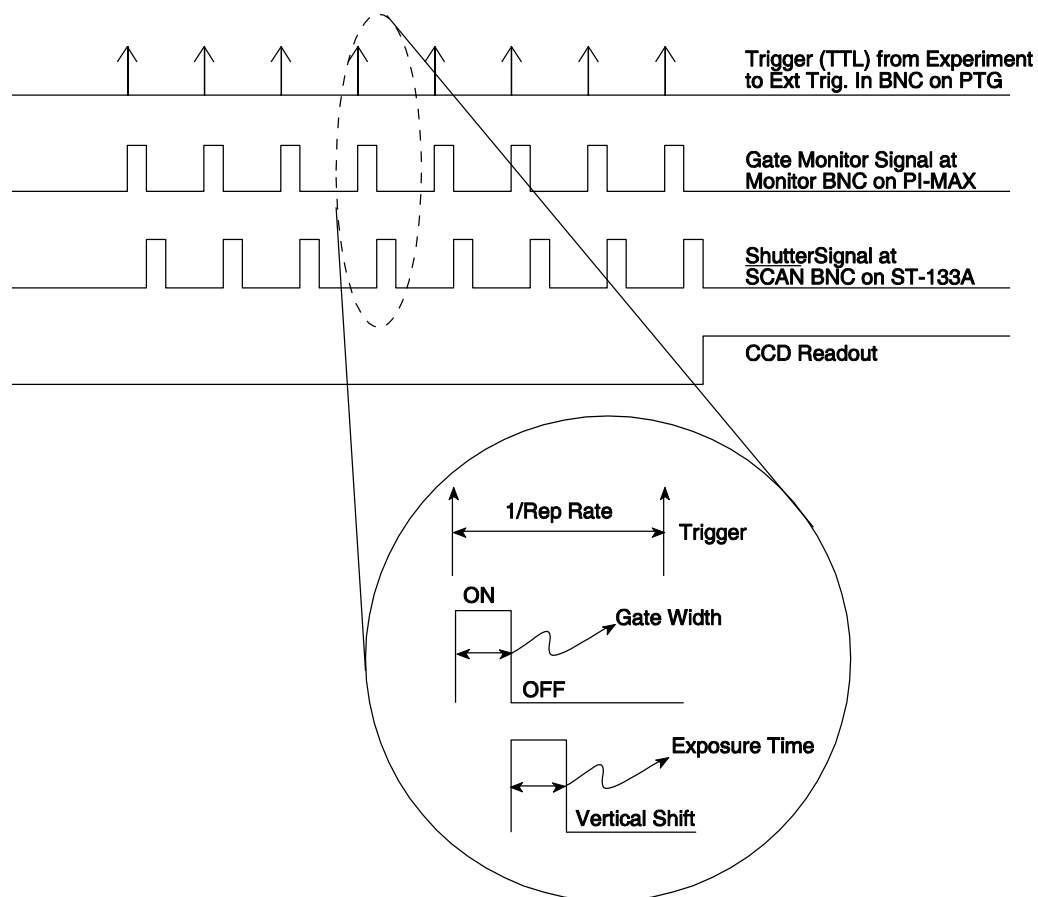 Trigger (TTL) from Experiment
to Ext Trig. In BNC on PTG
Gate Monitor Signal at
Monitor BNC on PI-MAX
ShutterSignal at
SCAN BNC on ST-133A
CCD Readout
1/Rep Rate
Trigger
ON
Gate Width
OFF
Exposure Time
Vertical Shift